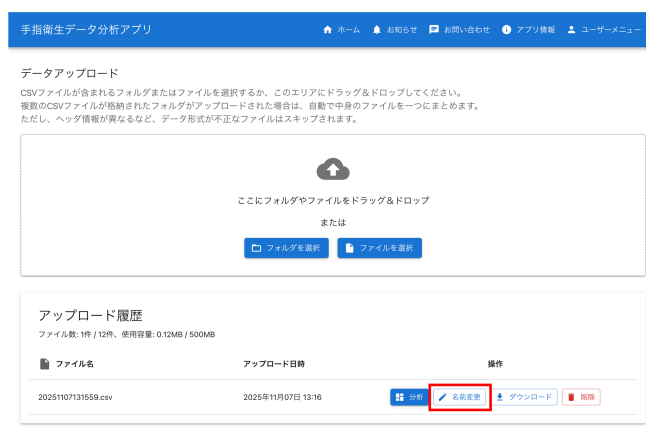 手指衛生データ分析アプリ
ホーム お知らせ お問い合わせ アプリ情報 ユーザーメニュー
データアップロード
CSVファイルが含まれるフォルダまたはファイルを選択するか、このエリアにドラッグ&ドロップしてください。
複数のCSVファイルが格納されたフォルダがアップロードされた場合は、自動で中身のファイルを一つにまとめます。
ただし、ヘッダ情報が異なるなど、データ形式が不正なファイルはスキップされます。
ここにフォルダやファイルをドラッグ&ドロップ
または
フォルダを選択 ファイルを選択
アップロード履歴
ファイル数: 1件 / 12件、使用容量: 0.12MB / 500MB
ファイル名 アップロード日時 操作
20251107131559.csv 2025年11月07日 13:16 分析 名前変更 ダウンロード 削除